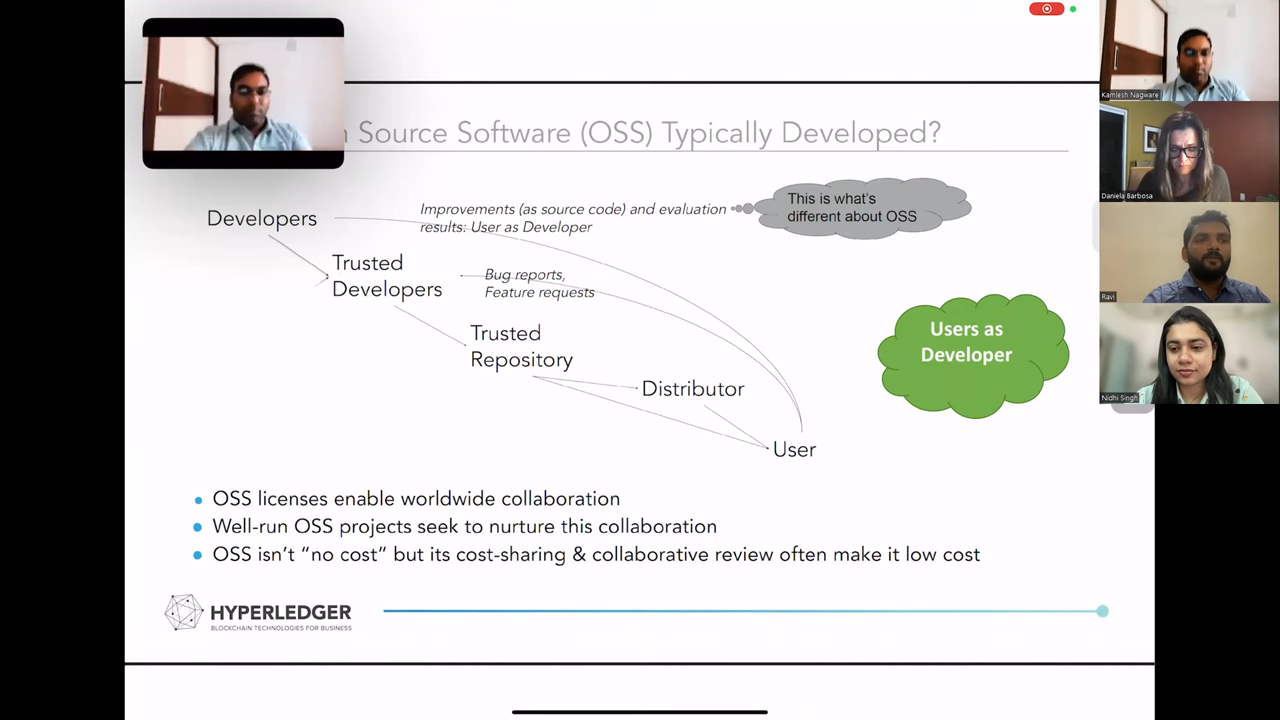 Source Software (OSS) Typically Developed?
Developers
Improvements (as source code) and evaluation
results: User as Developer
This is what's
different about OSS
Trusted
Developers
Bug reports,
Feature requests
Trusted
Repository
Distributor
User
Users as
Developer
OSS licenses enable worldwide collaboration
Well-run OSS projects seek to nurture this collaboration
OSS isn't “no cost” but its cost-sharing & collaborative review often make it low cost
HYPERLEDGER
BLOCKCHAIN TECHNOLOGIES FOR BUSINESS
Kamlesh Nagware
Daniela Barbosa
Ravi
Nidhi Singh